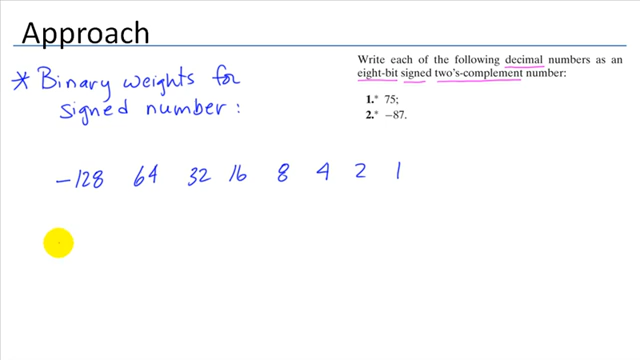 Approach
* Binary weights for
signed number :
Write each of the following decimal numbers as an
eight-bit signed two's-complement number:
1.* 75;
2.* −87.
−128 64 32 16 8 4 2 1